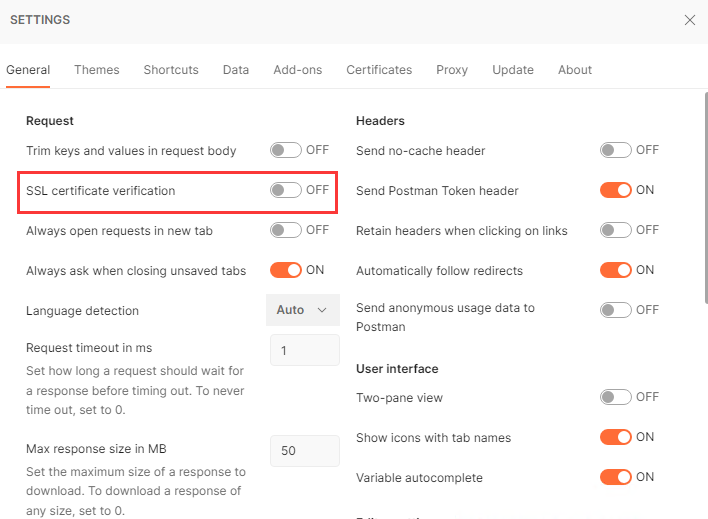 SETTINGS
General Themes Shortcuts Data Add-ons Certificates Proxy Update About
Request
Trim keys and values in request body OFF
SSL certificate verification OFF
Always open requests in new tab OFF
Always ask when closing unsaved tabs ON
Language detection Auto
Request timeout in ms 1
Set how long a request should wait for
a response before timing out. To never
time out, set to 0.
Max response size in MB 50
Set the maximum size of a response to
download. To download a response of
any size, set to 0.
Headers
Send no-cache header OFF
Send Postman Token header ON
Retain headers when clicking on links OFF
Automatically follow redirects ON
Send anonymous usage data to OFF
Postman
User interface
Two-pane view OFF
Show icons with tab names ON
Variable autocomplete ON